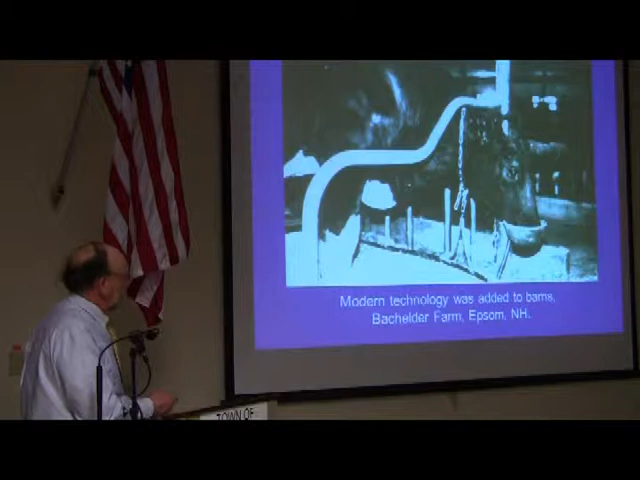 Modern technology was added to barns,
Bachelder Farm, Epsom, NH.
TOWN OF